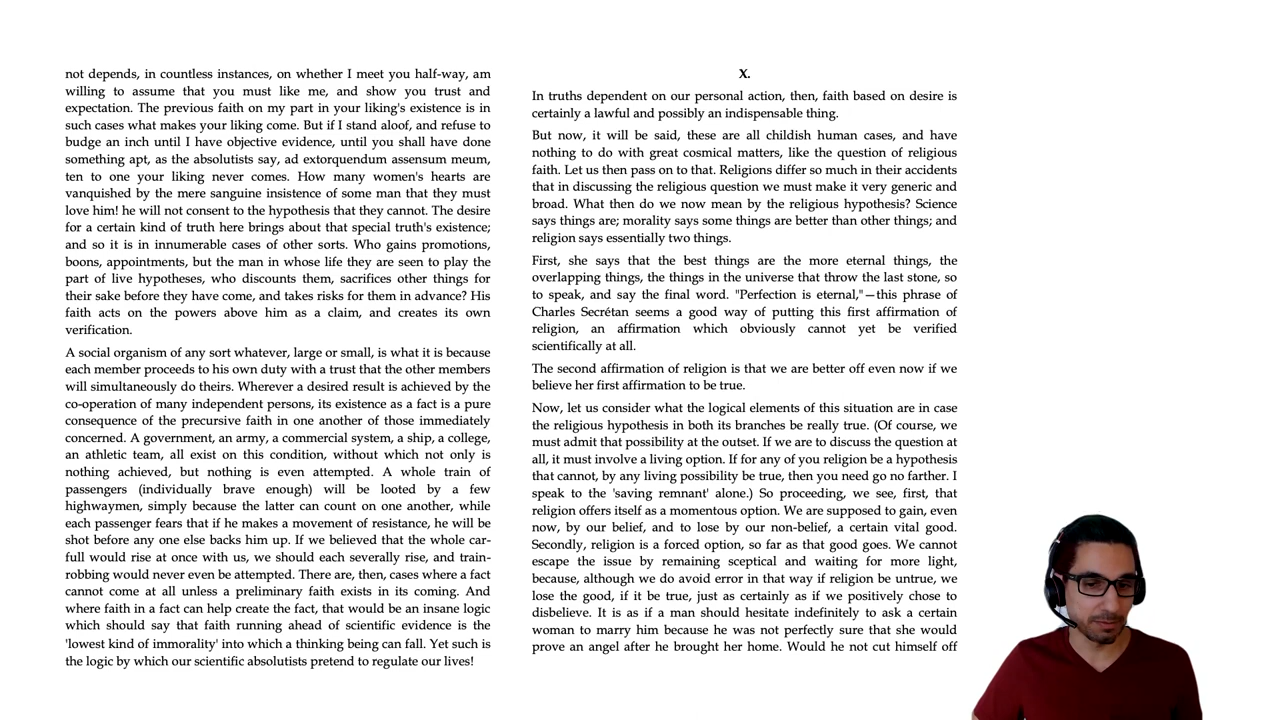 not depends, in countless instances, on whether I meet you half-way, am
willing to assume that you must like me, and show you trust and
expectation. The previous faith on my part in your liking's existence is in
such cases what makes your liking come. But if I stand aloof, and refuse to
budge an inch until I have objective evidence, until you shall have done
something apt, as the absolutists say, ad extorquendum assensum meum,
ten to one your liking never comes. How many women's hearts are
vanquished by the mere sanguine insistence of some man that they must
love him! he will not consent to the hypothesis that they cannot. The desire
for a certain kind of truth here brings about that special truth's existence;
and so it is in innumerable cases of other sorts. Who gains promotions,
boons, appointments, but the man in whose life they are seen to play the
part of live hypotheses, who discounts them, sacrifices other things for
their sake before they have come, and takes risks for them in advance? His
faith acts on the powers above him as a claim, and creates its own
verification.
A social organism of any sort whatever, large or small, is what it is because
each member proceeds to his own duty with a trust that the other members
will simultaneously do theirs. Wherever a desired result is achieved by the
co-operation of many independent persons, its existence as a fact is a pure
consequence of the precursive faith in one another of those immediately
concerned. A government, an army, a commercial system, a ship, a college,
an athletic team, all exist on this condition, without which not only is
nothing achieved, but nothing is even attempted. A whole train of
passengers (individually brave enough) will be looted by a few
highwaymen, simply because the latter can count on one another, while
each passenger fears that if he makes a movement of resistance, he will be
shot before any one else backs him up. If we believed that the whole car-
full would rise at once with us, we should each severally rise, and train-
robbing would never even be attempted. There are, then, cases where a fact
cannot come at all unless a preliminary faith exists in its coming. And
where faith in a fact can help create the fact, that would be an insane logic
which should say that faith running ahead of scientific evidence is the
'lowest kind of immorality' into which a thinking being can fall. Yet such is
the logic by which our scientific absolutists pretend to regulate our lives!
X.
In truths dependent on our personal action, then, faith based on desire is
certainly a lawful and possibly an indispensable thing.
But now, it will be said, these are all childish human cases, and have
nothing to do with great cosmical matters, like the question of religious
faith. Let us then pass on to that. Religions differ so much in their accidents
that in discussing the religious question we must make it very generic and
broad. What then do we now mean by the religious hypothesis? Science
says things are; morality says some things are better than other things; and
religion says essentially two things.
First, she says that the best things are the more eternal things, the
overlapping things, the things in the universe that throw the last stone, so
to speak, and say the final word. "Perfection is eternal,"—this phrase of
Charles Secrétan seems a good way of putting this first affirmation of
religion, an affirmation which obviously cannot yet be verified
scientifically at all.
The second affirmation of religion is that we are better off even now if we
believe her first affirmation to be true.
Now, let us consider what the logical elements of this situation are in case
the religious hypothesis in both its branches be really true. (Of course, we
must admit that possibility at the outset. If we are to discuss the question at
all, it must involve a living option. If for any of you religion be a hypothesis
that cannot, by any living possibility be true, then you need go no farther. I
speak to the 'saving remnant' alone.) So proceeding, we see, first, that
religion offers itself as a momentous option. We are supposed to gain, even
now, by our belief, and to lose by our non-belief, a certain vital good.
Secondly, religion is a forced option, so far as that good goes. We cannot
escape the issue by remaining sceptical and waiting for more light,
because, although we do avoid error in that way if religion be untrue, we
lose the good, if it be true, just as certainly as if we positively chose to
disbelieve. It is as if a man should hesitate indefinitely to ask a certain
woman to marry him because he was not perfectly sure that she would
prove an angel after he brought her home. Would he not cut himself off